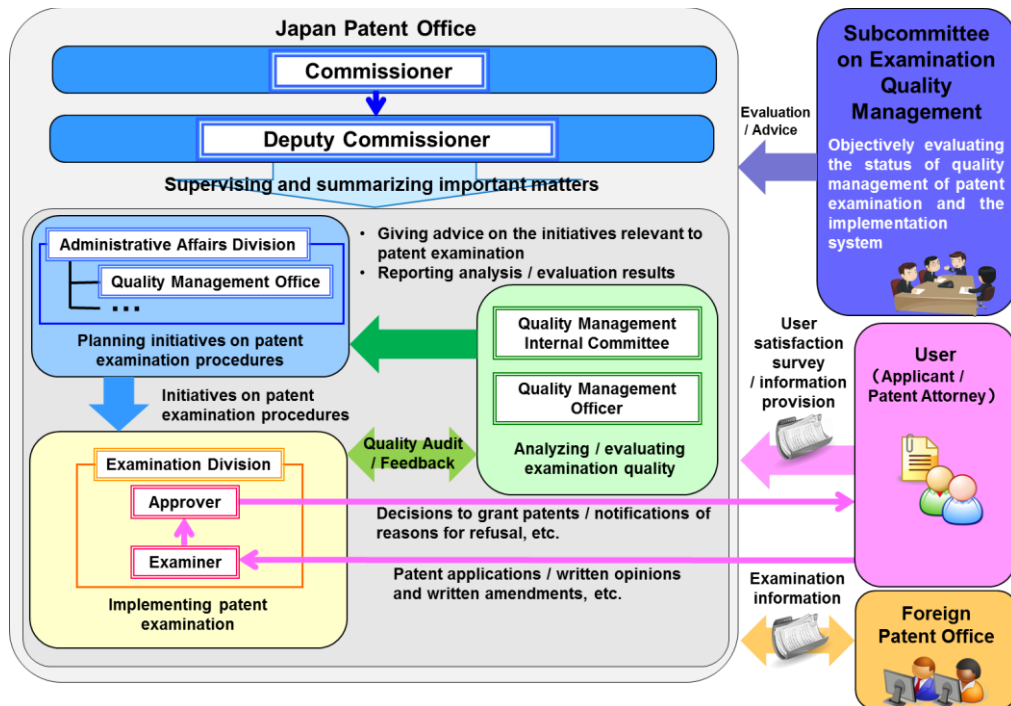 Japan Patent Office
Commissioner
Deputy Commissioner
Supervising and summarizing important matters
Administrative Affairs Division
Quality Management Office
...
Planning initiatives on patent
examination procedures
• Giving advice on the initiatives relevant to
patent examination
• Reporting analysis / evaluation results
Quality Management
Internal Committee
Quality Management
Officer
Analyzing / evaluating
examination quality
Initiatives on patent
examination procedures
Quality Audit
/ Feedback
Examination Division
Approver
Examiner
Implementing patent
examination
Decisions to grant patents / notifications of
reasons for refusal, etc.
Patent applications / written opinions
and written amendments, etc.
Evaluation
/ Advice
Subcommittee
on Examination
Quality
Management
Objectively evaluating
the status of quality
management of patent
examination and the
implementation
system
User
satisfaction
survey
/ information
provision
User
（Applicant /
Patent Attorney）
Examination
information
Foreign
Patent Office